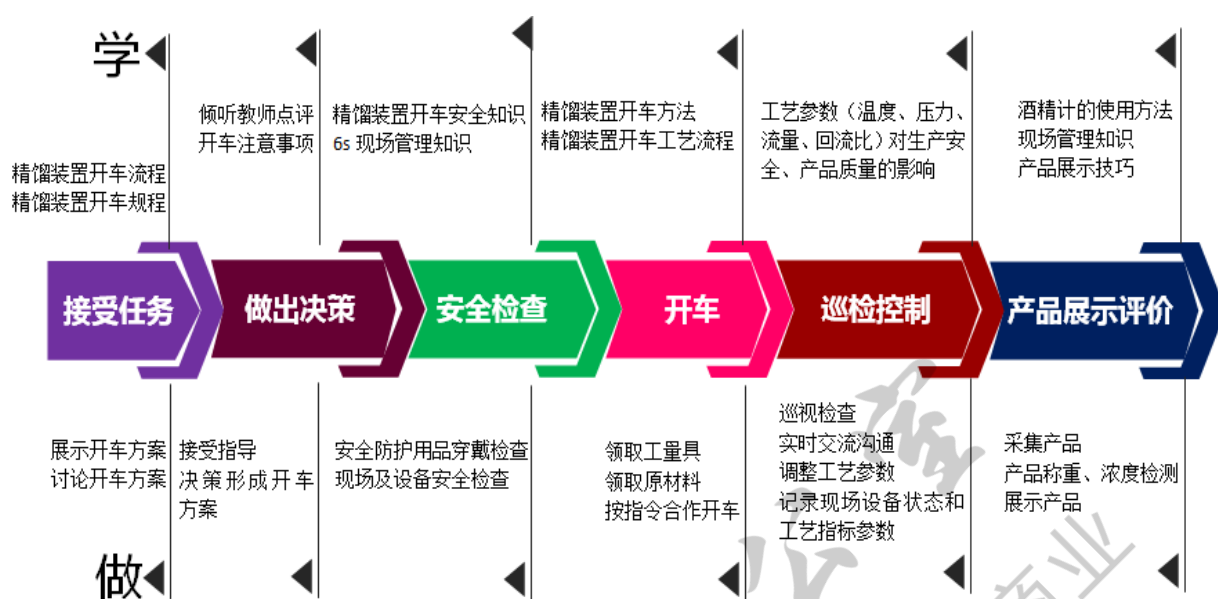 学
精馏装置开车流程
精馏装置开车规程
倾听教师点评
开车注意事项
精馏装置开车安全知识
6s 现场管理知识
精馏装置开车方法
精馏装置开车工艺流程
工艺参数（温度、压力、
流量、回流比）对生产安
全、产品质量的影响
酒精计的使用方法
现场管理知识
产品展示技巧
接受任务
做出决策
安全检查
开车
巡检控制
产品展示评价
展示开车方案
讨论开车方案
接受指导
决策形成开车
方案
安全防护用品穿戴检查
现场及设备安全检查
领取工量具
领取原材料
按指令合作开车
巡视检查
实时交流沟通
调整工艺参数
记录现场设备状态和
工艺指标参数
采集产品
产品称重、浓度检测
展示产品
做
商业